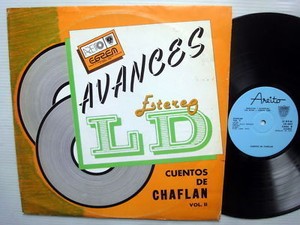 EGREM
AVANCES
Estereo
LD
CUENTOS
DE
CHAFLAN
VOL. II
Areito